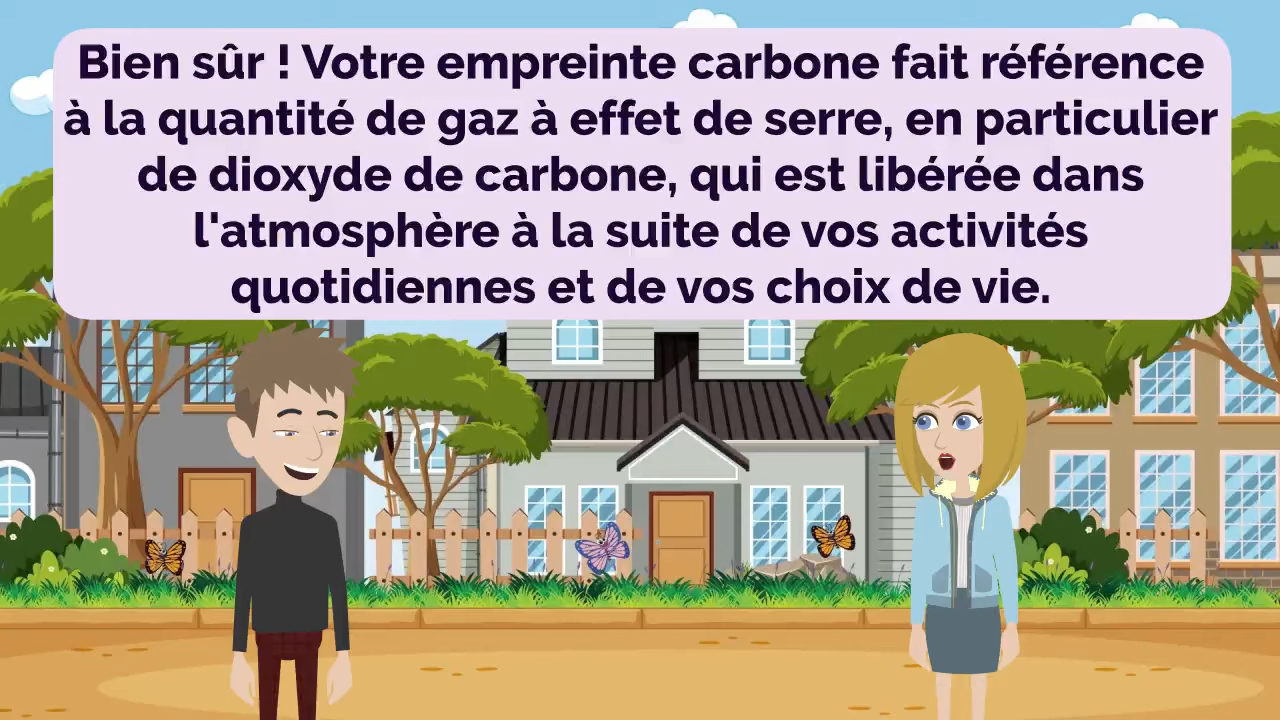 Bien sûr ! Votre empreinte carbone fait référence
à la quantité de gaz à effet de serre, en particulier
de dioxyde de carbone, qui est libérée dans
l'atmosphère à la suite de vos activités
quotidiennes et de vos choix de vie.